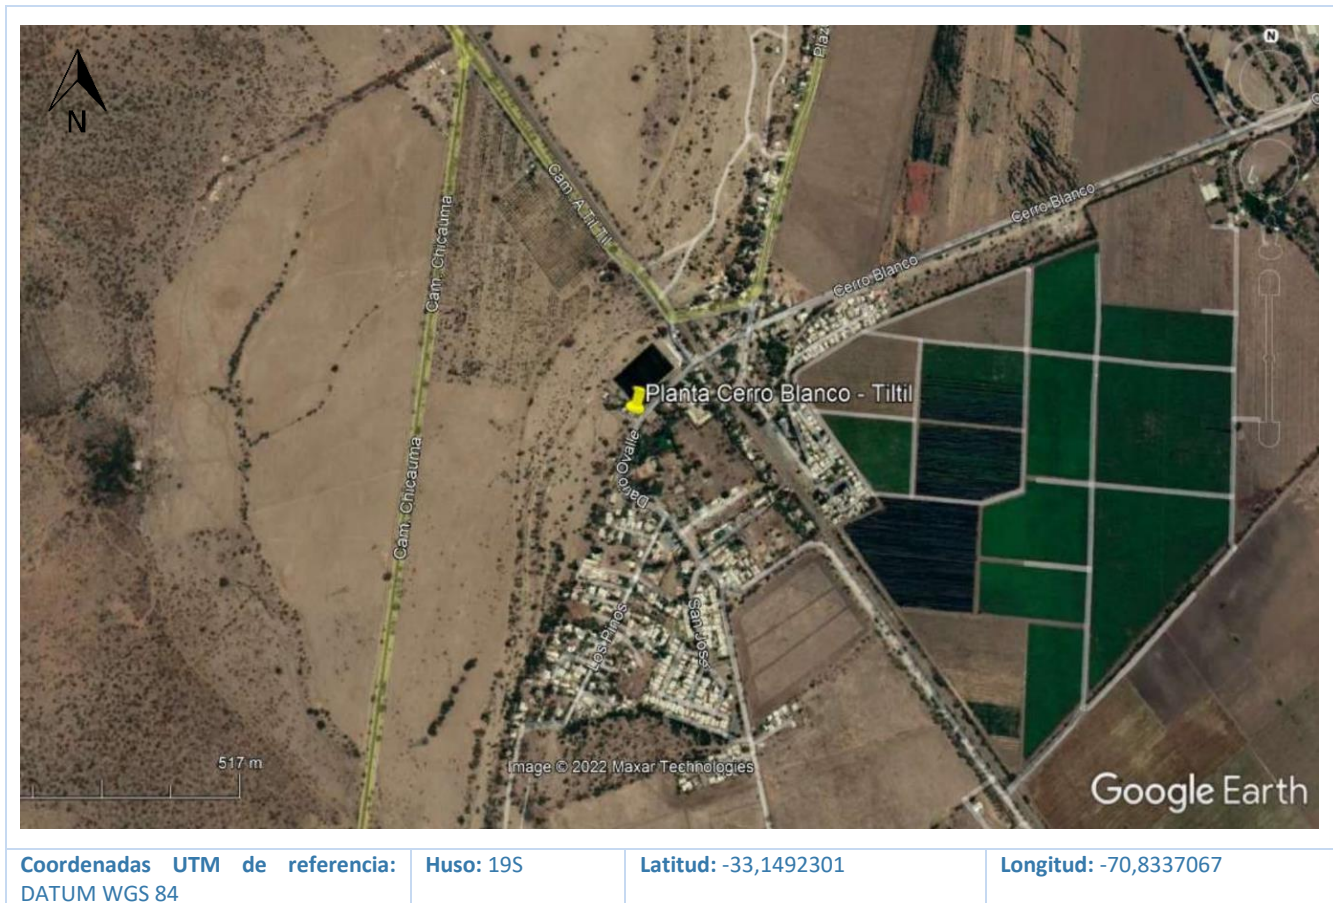 N
N
Plaz
Cam. Chicauma
Cam. A Til Til
Cerro Blanco
Cerro Blanco
Planta Cerro Blanco - Tiltil
Dario Ovalle
Cam. Chicauma
Los Pinos
San José
517 m
Image © 2022 Maxar Technologies
Google Earth
Coordenadas UTM de referencia: DATUM WGS 84
Huso: 19S
Latitud: -33,1492301
Longitud: -70,8337067